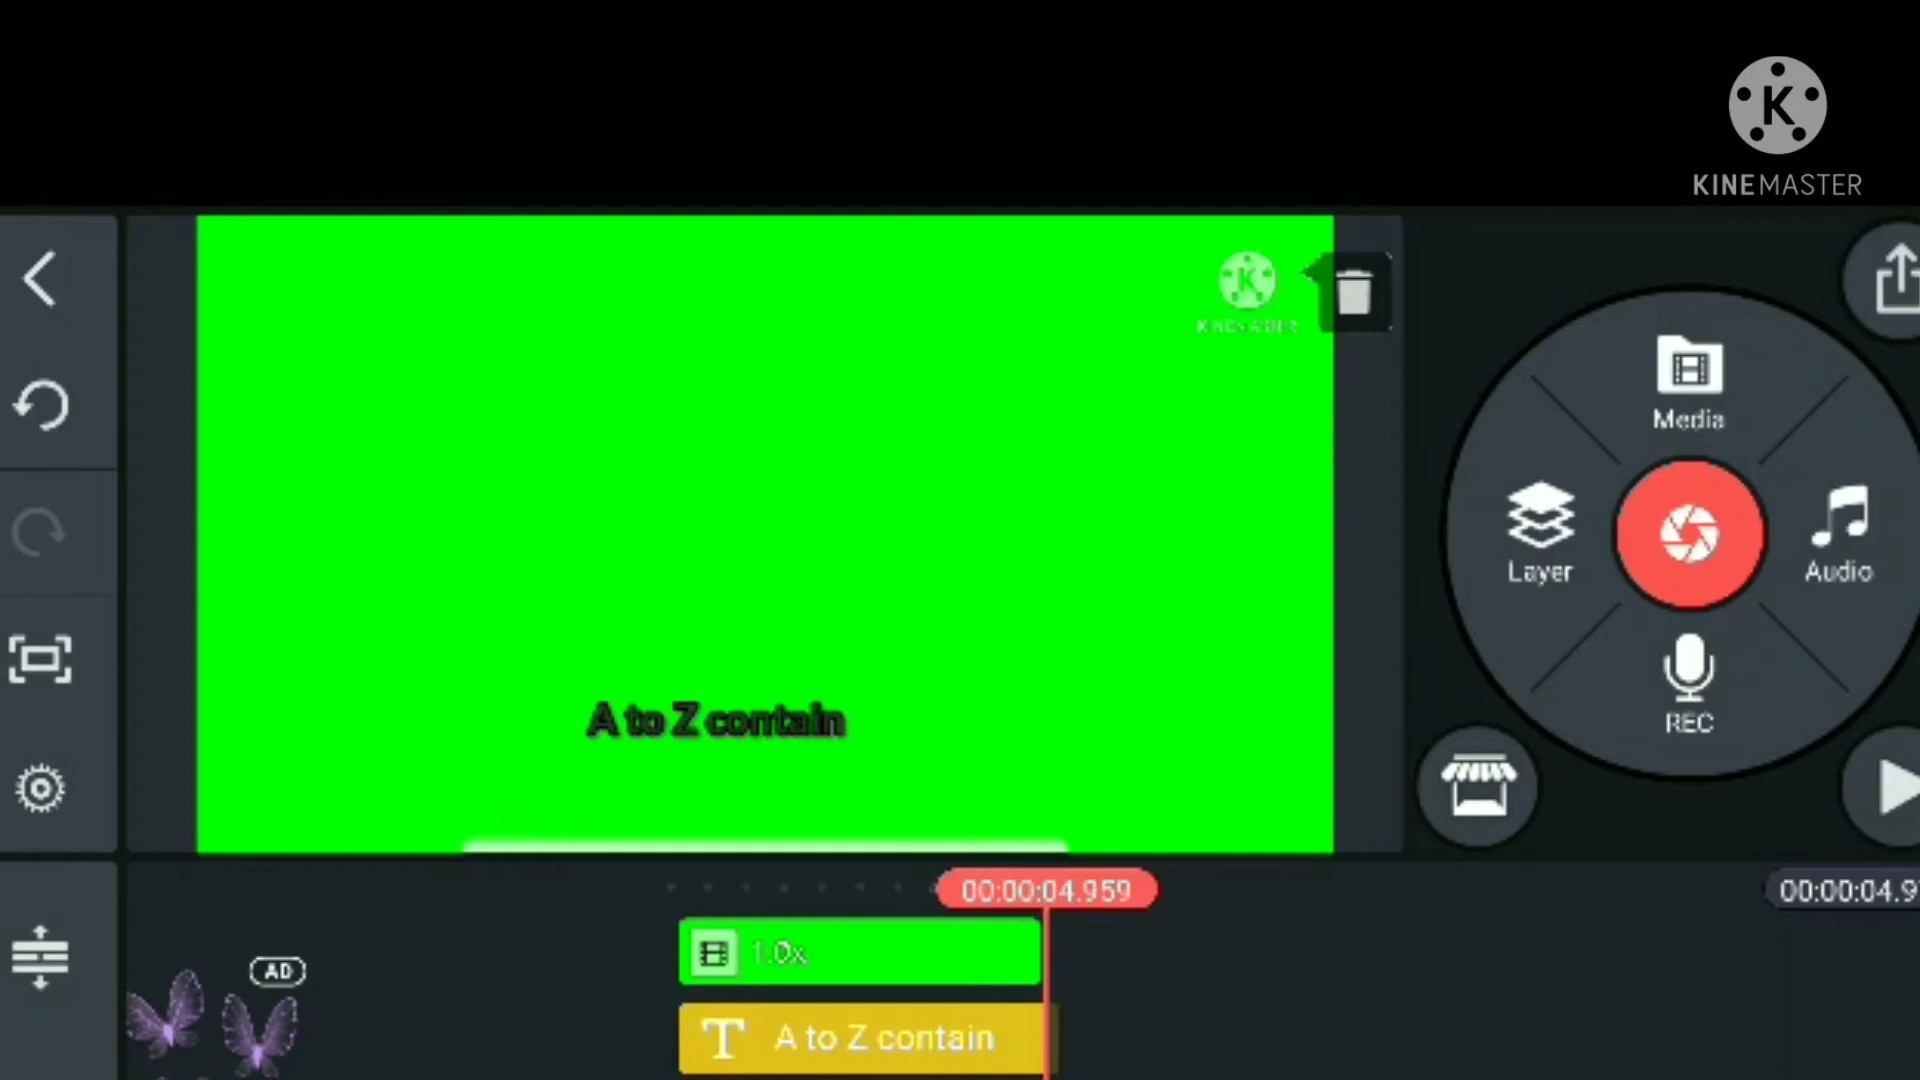 K
KINEMASTER
K
KINEMASTER
Media
Layer
Audio
REC
A to Z contain
00:00:04.959
00:00:04.9
1.0x
AD
T A to Z contain